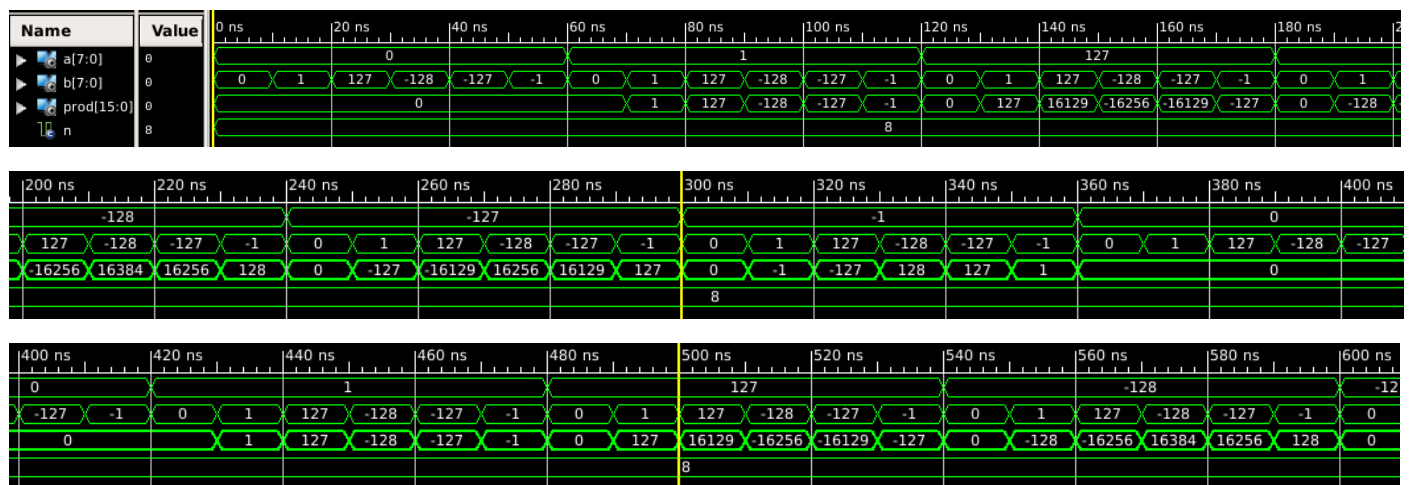 Name Value 0 ns 20 ns 40 ns 60 ns 80 ns 100 ns 120 ns 140 ns 160 ns 180 ns 2
a[7:0] 0 0 1 127
b[7:0] 0 0 1 127 -128 -127 -1 0 1 127 -128 -127 -1 0 1 127 -128 -127 -1 0 1
prod[15:0] 0 0 1 127 -128 -127 -1 0 127 16129 -16256 -16129 -127 0 -128
n 8 8
200 ns 220 ns 240 ns 260 ns 280 ns 300 ns 320 ns 340 ns 360 ns 380 ns 400 ns
-128 -127 -1 0
127 -128 -127 -1 0 1 127 -128 -127 -1 0 1 127 -128 -127 -1 0 1 127 -128 -127
-16256 16384 16256 128 0 -127 -16129 16256 16129 127 0 -1 -127 128 127 1 0
8
400 ns 420 ns 440 ns 460 ns 480 ns 500 ns 520 ns 540 ns 560 ns 580 ns 600 ns
0 1 127 -128 -12
-127 -1 0 1 127 -128 -127 -1 0 1 127 -128 -127 -1 0 1 127 -128 -127 -1 0
0 1 127 -128 -127 -1 0 127 16129 -16256 -16129 -127 0 -128 -16256 16384 16256 128 0
8